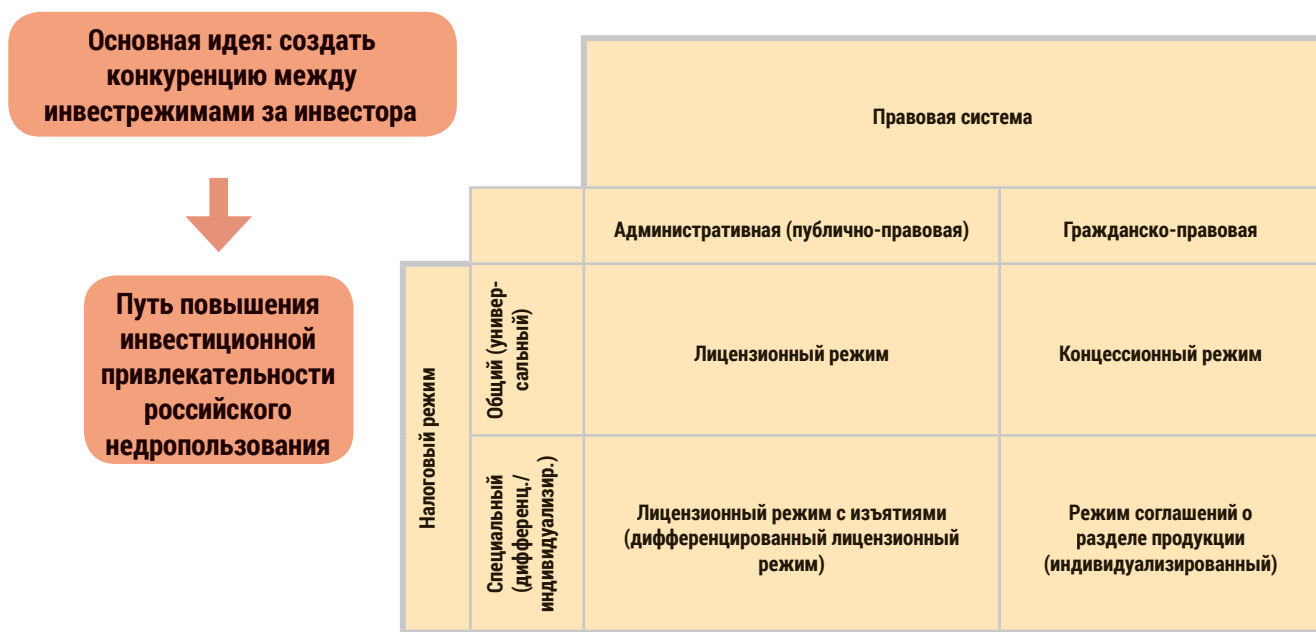 Основная идея: создать
конкуренцию между
инвестрежимами за инвестора
Путь повышения
инвестиционной
привлекательности
российского
недропользования
Правовая система
Административная (публично-правовая)
Гражданско-правовая
Налоговый режим
Общий (универ-
сальный)
Лицензионный режим
Концессионный режим
Специальный
(дифференц./
индивидуализир.)
Лицензионный режим с изъятиями
(дифференцированный лицензионный
режим)
Режим соглашений о
разделе продукции
(индивидуализированный)